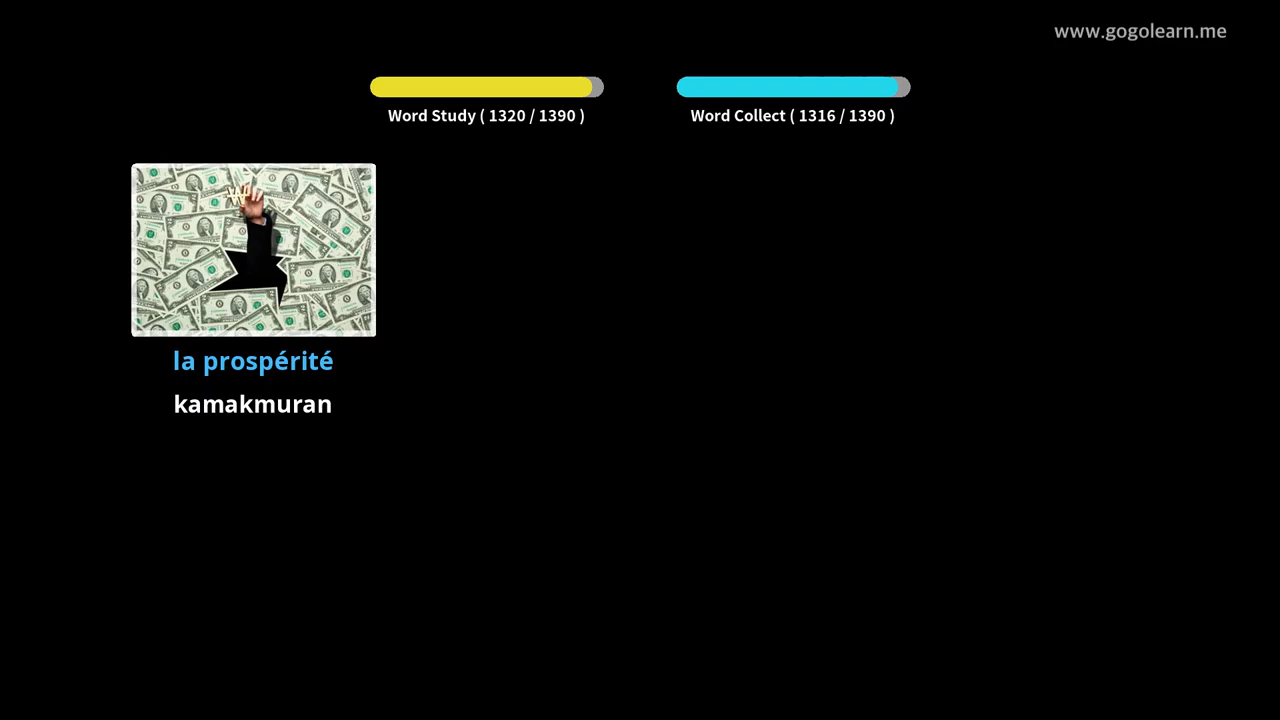 www.gogolearn.me
Word Study ( 1320 / 1390 )
Word Collect ( 1316 / 1390 )
₩
la prospérité
kamakmuran